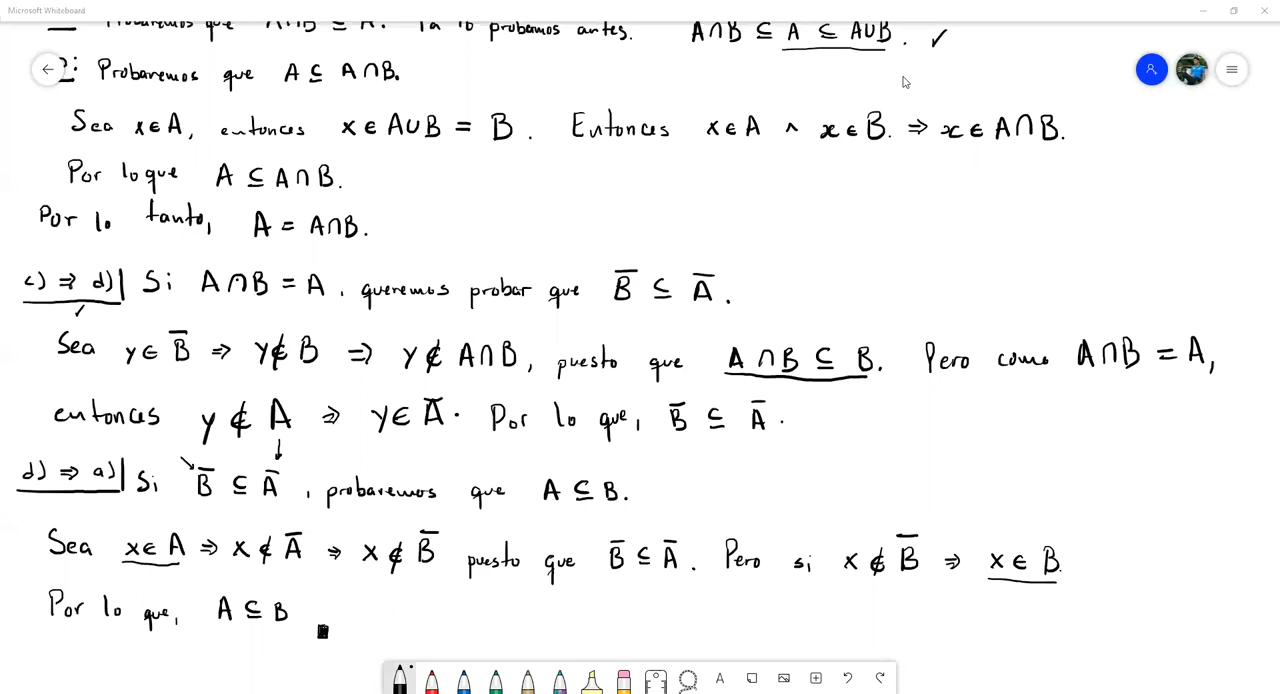 Microsoft Whiteboard
Probaremos que A∩B ⊆ A. Ya lo probamos antes. A∩B ⊆ A ⊆ A∪B. ✓
2: Probaremos que A ⊆ A∩B.
Sea x∈A, entonces x ∈ A∪B = B. Entonces x∈A ∧ x∈B. ⇒ x∈A∩B.
Por lo que A ⊆ A∩B.
Por lo tanto, A = A∩B.
c) ⇒ d)| Si A∩B = A, queremos probar que B̅ ⊆ A̅.
Sea y∈B̅ ⇒ y∉B ⇒ y∉A∩B, puesto que A∩B ⊆ B. Pero como A∩B = A,
entonces y∉A ⇒ y∈A̅. Por lo que, B̅ ⊆ A̅.
d) ⇒ a)| Si B̅ ⊆ A̅, probaremos que A ⊆ B.
Sea x∈A ⇒ x∉A̅ ⇒ x∉B̅ puesto que B̅ ⊆ A̅. Pero si x∉B̅ ⇒ x∈B
Por lo que, A ⊆ B ■